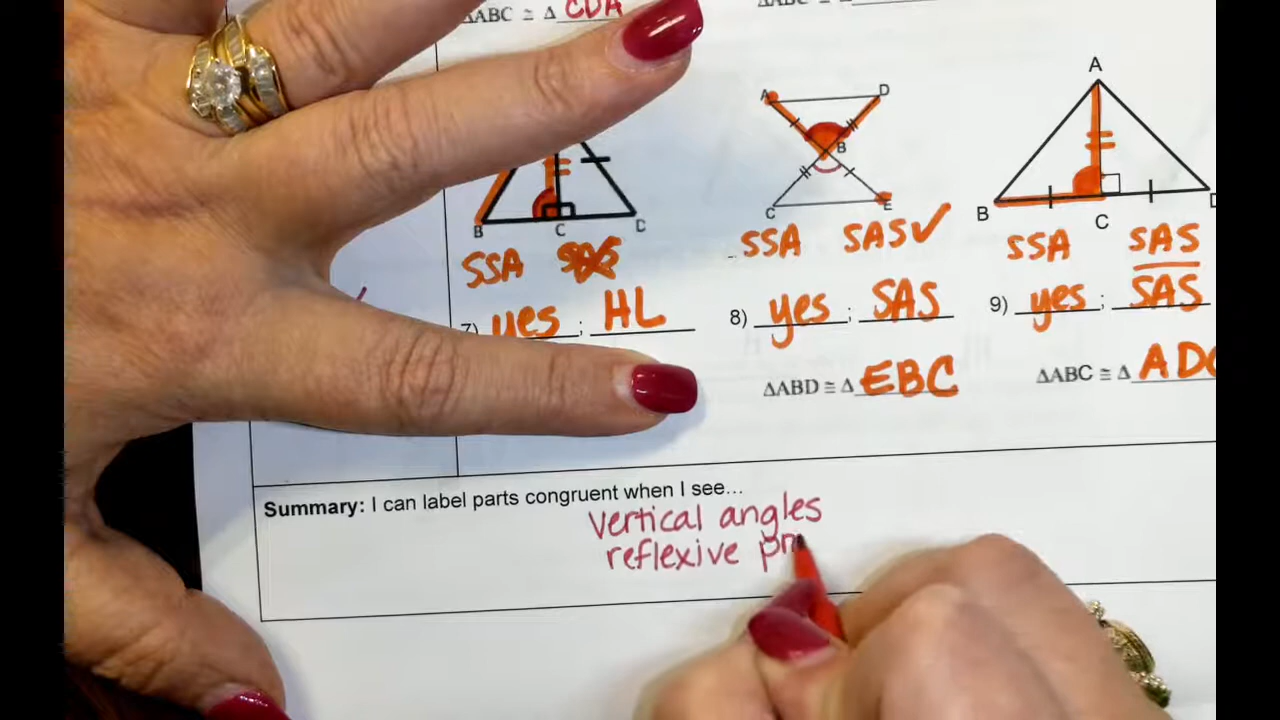 ΔABC ≅ Δ CDA
A
A D
B
B C D
C E
B C
SSA SAS
SSA SAS✓
SSA SAS
7) yes ; HL
8) yes ; SAS
9) yes ; SAS
ΔABD ≅ Δ EBC
ΔABC ≅ Δ ADC
Summary: I can label parts congruent when I see...
vertical angles
reflexive pr